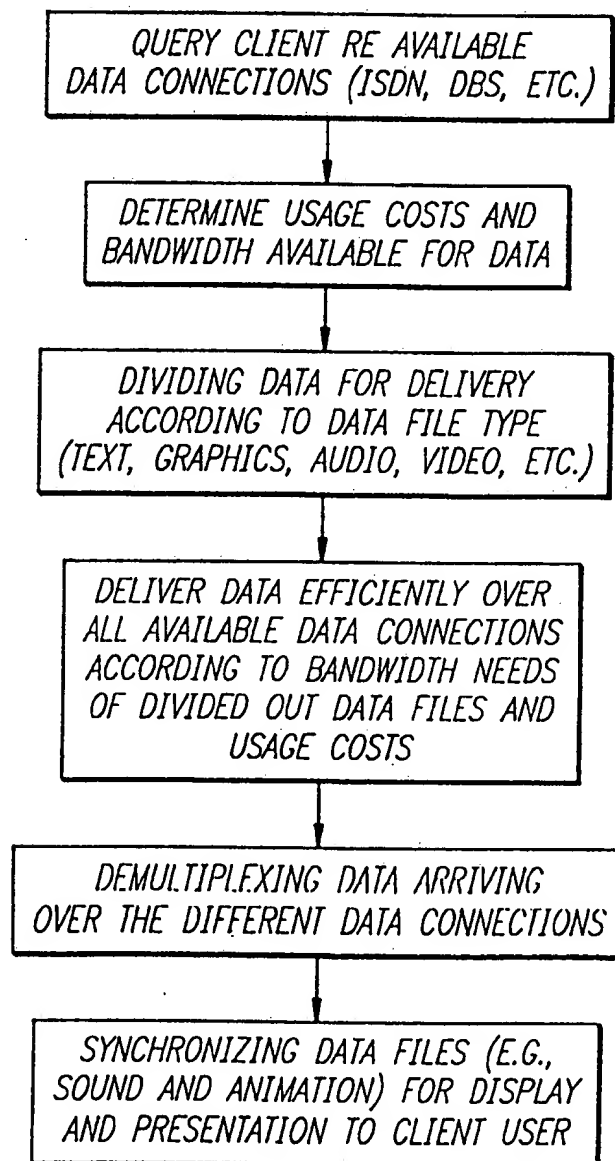 QUERY CLIENT RE AVAILABLE
DATA CONNECTIONS (ISDN, DBS, ETC.)
DETERMINE USAGE COSTS AND
BANDWIDTH AVAILABLE FOR DATA
DIVIDING DATA FOR DELIVERY
ACCORDING TO DATA FILE TYPE
(TEXT, GRAPHICS, AUDIO, VIDEO, ETC.)
DELIVER DATA EFFICIENTLY OVER
ALL AVAILABLE DATA CONNECTIONS
ACCORDING TO BANDWIDTH NEEDS
OF DIVIDED OUT DATA FILES AND
USAGE COSTS
DEMULTIPLEXING DATA ARRIVING
OVER THE DIFFERENT DATA CONNECTIONS
SYNCHRONIZING DATA FILES (E.G.,
SOUND AND ANIMATION) FOR DISPLAY
AND PRESENTATION TO CLIENT USER